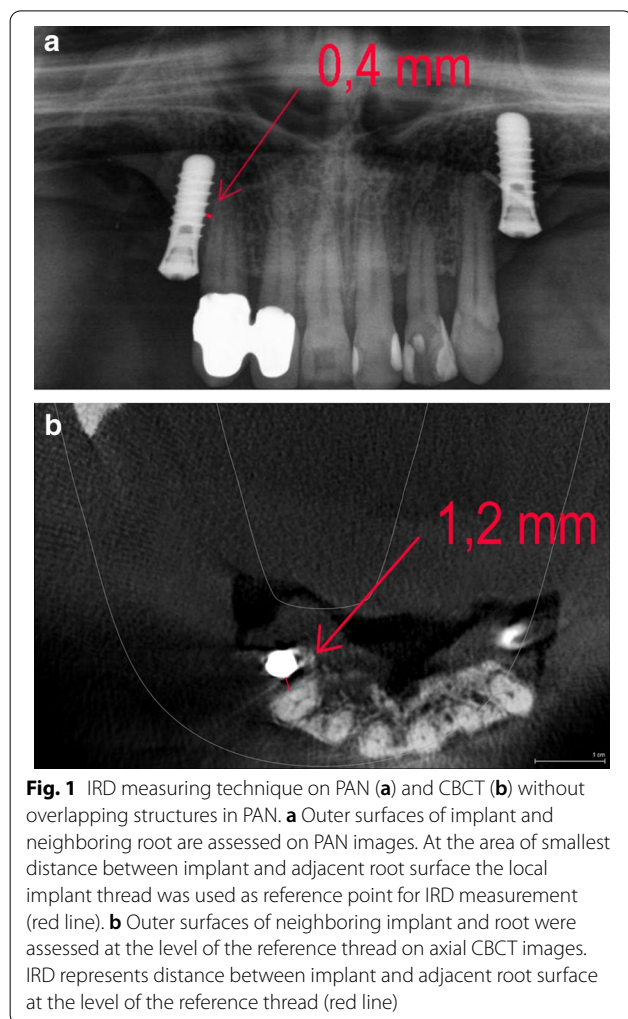 a
0,4 mm
b
1,2 mm
1 cm
Fig. 1 IRD measuring technique on PAN (a) and CBCT (b) without
overlapping structures in PAN. a Outer surfaces of implant and
neighboring root are assessed on PAN images. At the area of smallest
distance between implant and adjacent root surface the local
implant thread was used as reference point for IRD measurement
(red line). b Outer surfaces of neighboring implant and root were
assessed at the level of the reference thread on axial CBCT images.
IRD represents distance between implant and adjacent root surface
at the level of the reference thread (red line)